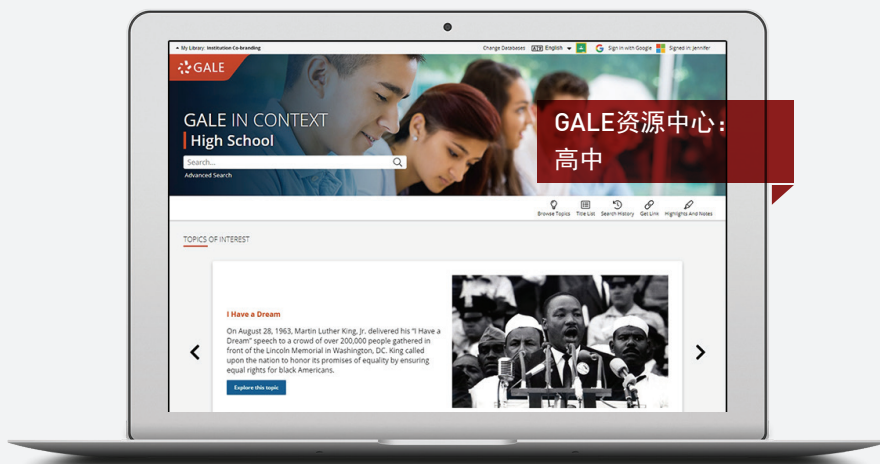 My Library: Institution Co-branding
Change Databases
English
Sign in with Google
Signed in: Jennifer
GALE
GALE IN CONTEXT
High School
Search...
Advanced Search
GALE资源中心：
高中
Browse Topics
Title List
Search History
Get Link
Highlights And Notes
TOPICS OF INTEREST
I Have a Dream
On August 28, 1963, Martin Luther King, Jr. delivered his "I Have a
Dream" speech to a crowd of over 200,000 people gathered in
front of the Lincoln Memorial in Washington, DC. King called
upon the nation to honor its promises of equality by ensuring
equal rights for black Americans.
Explore this topic